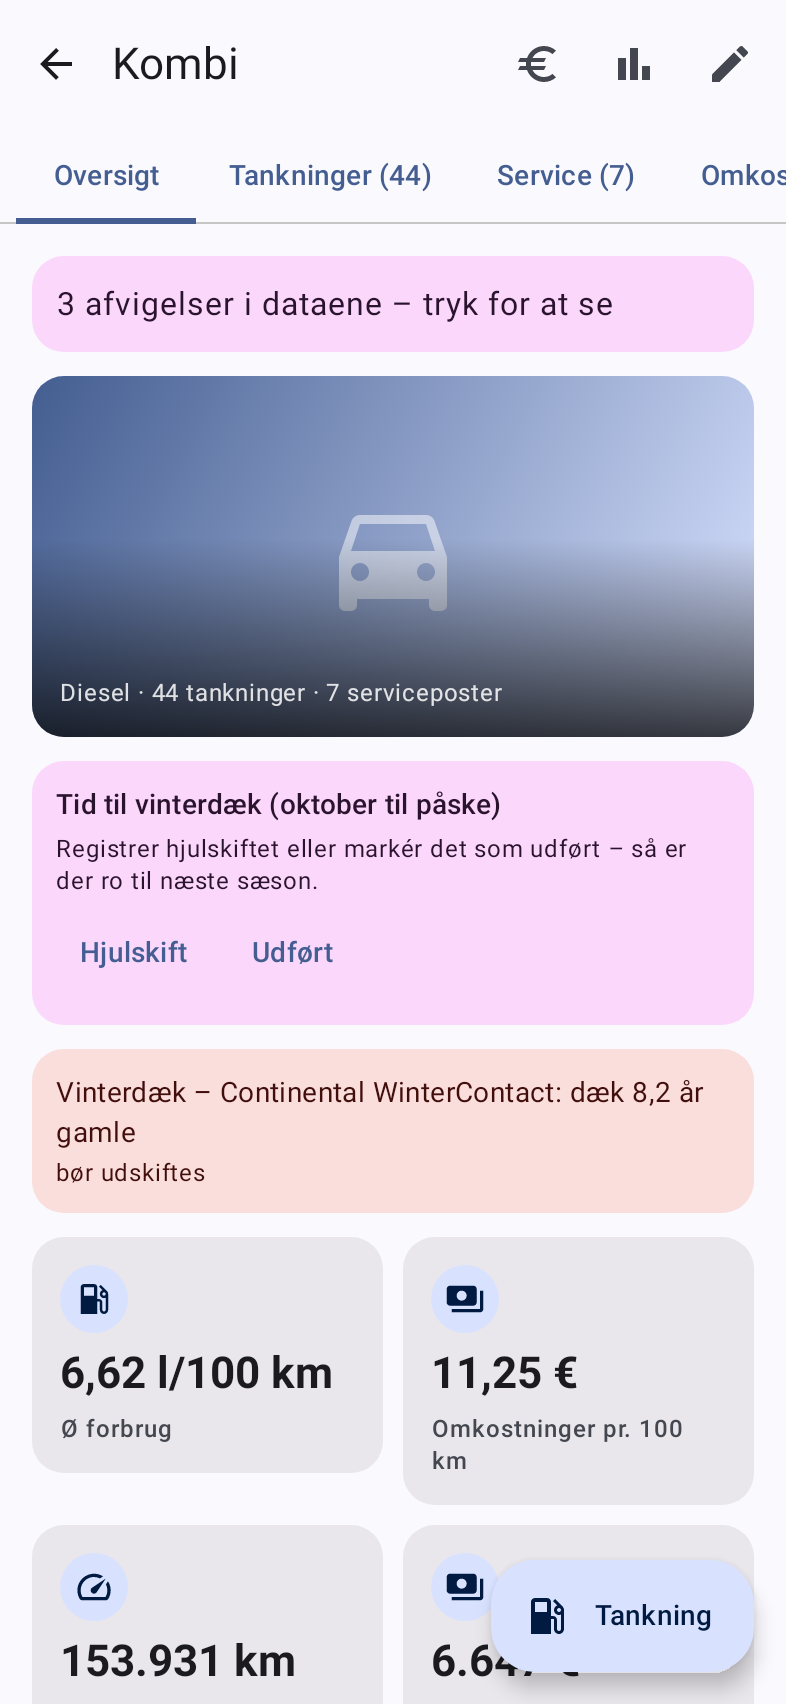 Kombi
Oversigt
Tankninger (44)
Service (7)
Omkos
3 afvigelser i dataene – tryk for at se
Diesel · 44 tankninger · 7 serviceposter
Tid til vinterdæk (oktober til påske)
Registrer hjulskiftet eller markér det som udført – så er
der ro til næste sæson.
Hjulskift
Udført
Vinterdæk – Continental WinterContact: dæk 8,2 år
gamle
bør udskiftes
6,62 l/100 km
Ø forbrug
11,25 €
Omkostninger pr. 100
km
153.931 km
Tankning